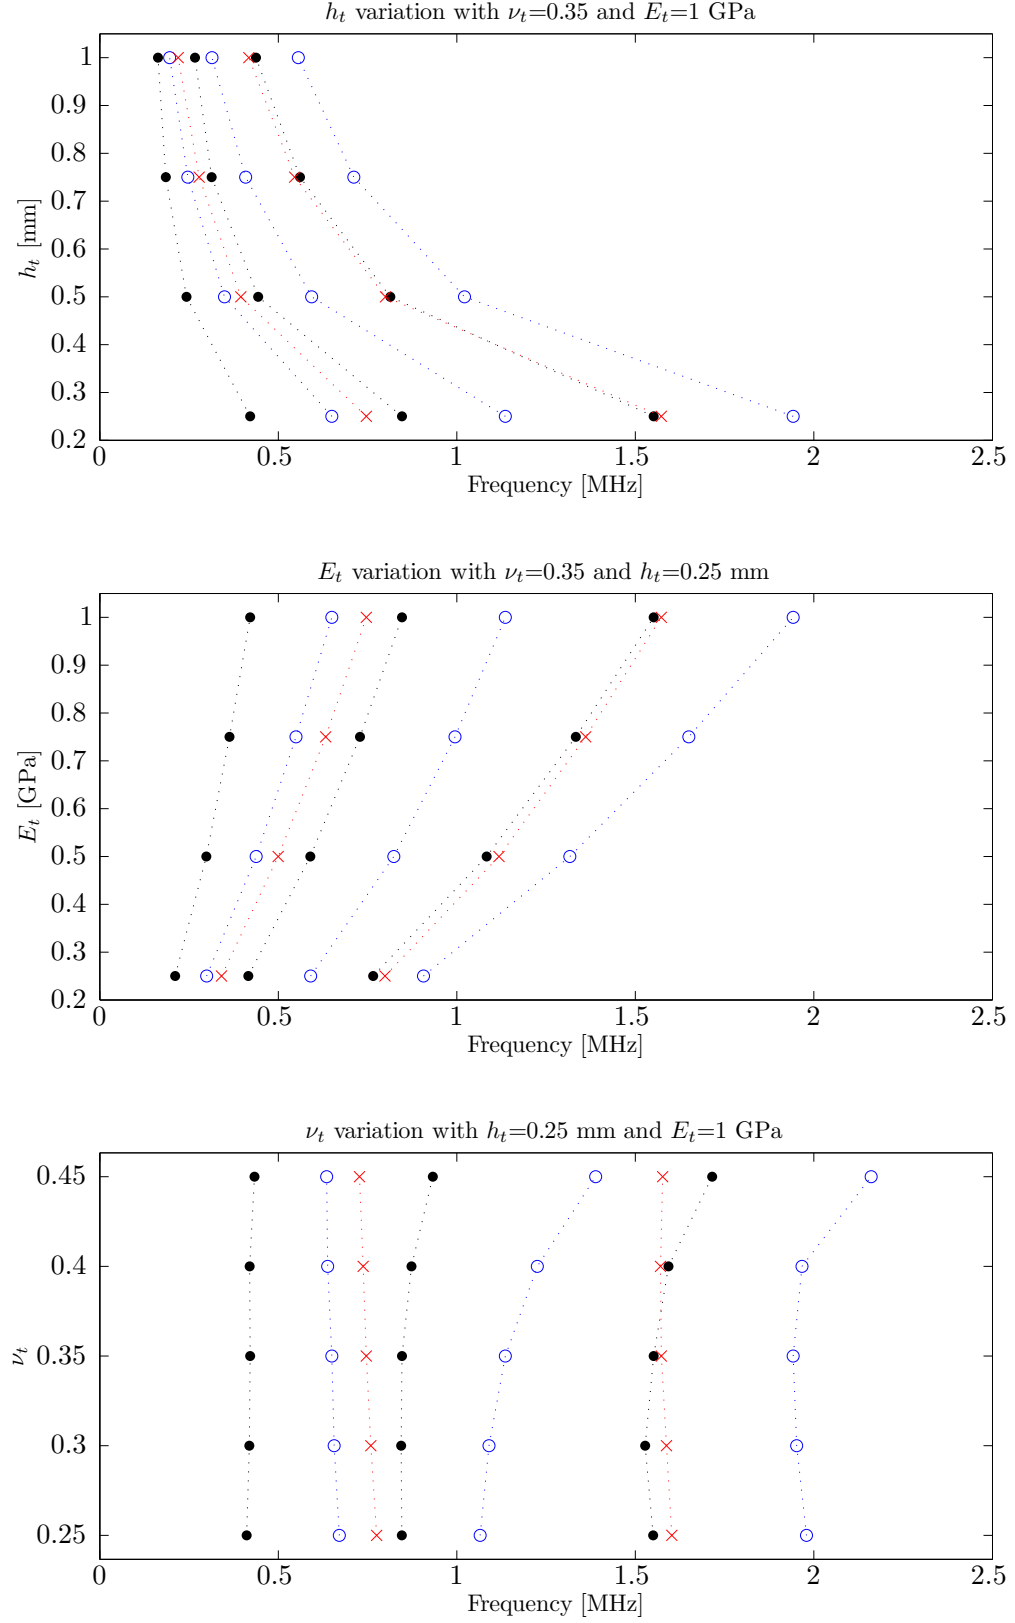 h_t variation with ν_t=0.35 and E_t=1 GPa
1
0.9
0.8
0.7
0.6
0.5
0.4
0.3
0.2
h_t [mm]
0 0.5 1 1.5 2 2.5
Frequency [MHz]
E_t variation with ν_t=0.35 and h_t=0.25 mm
1
0.9
0.8
0.7
0.6
0.5
0.4
0.3
0.2
E_t [GPa]
0 0.5 1 1.5 2 2.5
Frequency [MHz]
ν_t variation with h_t=0.25 mm and E_t=1 GPa
0.45
0.4
0.35
0.3
0.25
ν_t
0 0.5 1 1.5 2 2.5
Frequency [MHz]